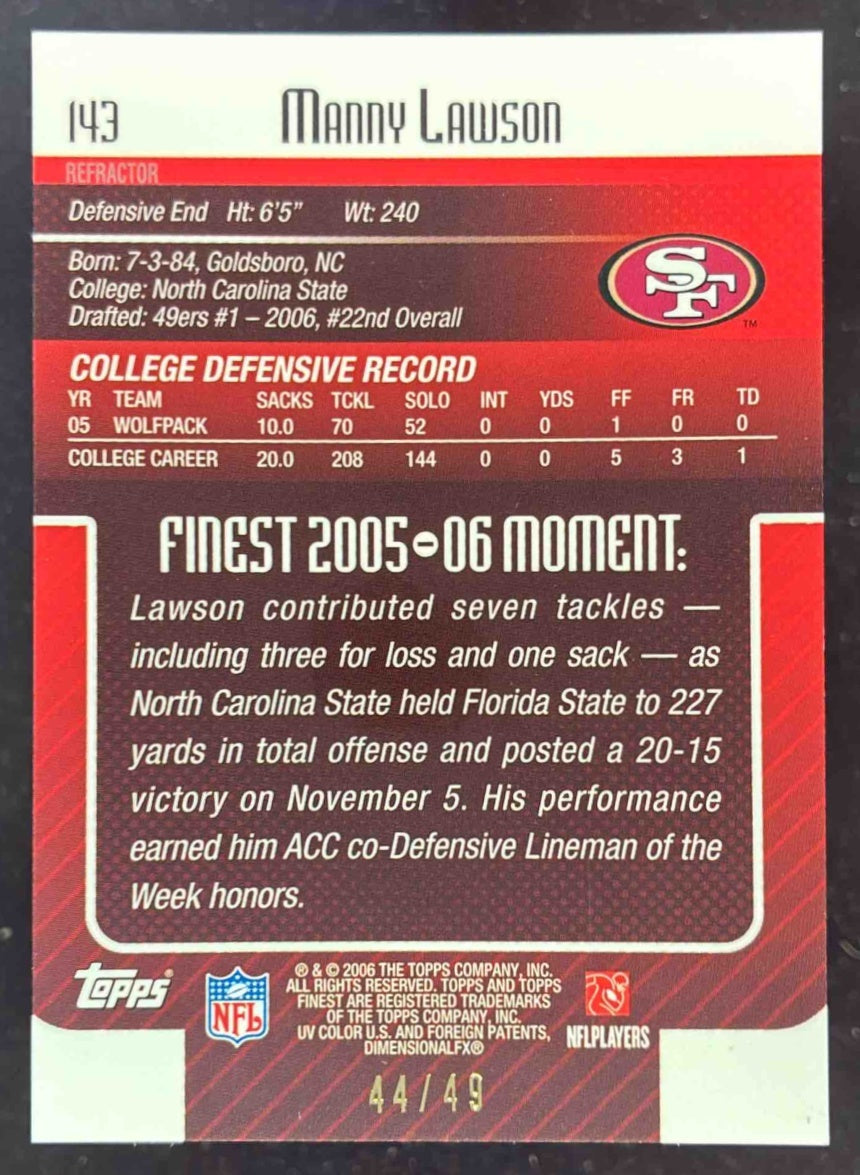 143 Manny Lawson
REFRACTOR
Defensive End Ht: 6'5" Wt: 240
Born: 7-3-84, Goldsboro, NC
College: North Carolina State
Drafted: 49ers #1 – 2006, #22nd Overall
SF
TM
COLLEGE DEFENSIVE RECORD
YR TEAM SACKS TCKL SOLO INT YDS FF FR TD
05 WOLFPACK 10.0 70 52 0 0 1 0 0
COLLEGE CAREER 20.0 208 144 0 0 5 3 1
FINEST 2005-06 MOMENT:
Lawson contributed seven tackles —
including three for loss and one sack — as
North Carolina State held Florida State to 227
yards in total offense and posted a 20-15
victory on November 5. His performance
earned him ACC co-Defensive Lineman of the
Week honors.
Topps®
NFL
® & © 2006 THE TOPPS COMPANY, INC.
ALL RIGHTS RESERVED. TOPPS AND TOPPS
FINEST ARE REGISTERED TRADEMARKS
OF THE TOPPS COMPANY, INC.
UV COLOR U.S. AND FOREIGN PATENTS,
DIMENSIONALFX®
NFLPLAYERS
44/49